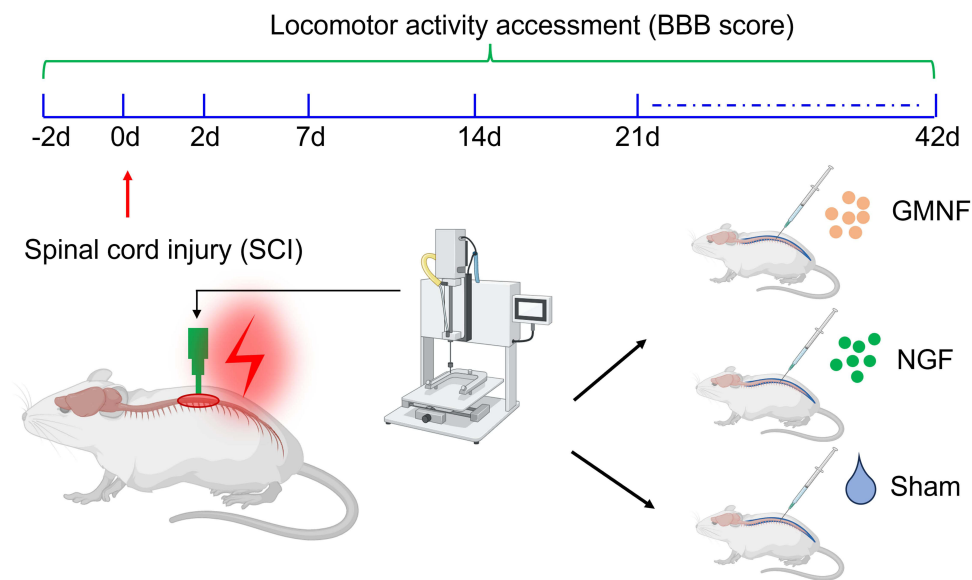 Locomotor activity accessment (BBB score)
-2d 0d 2d 7d 14d 21d 42d
Spinal cord injury (SCI)
GMNF
NGF
Sham